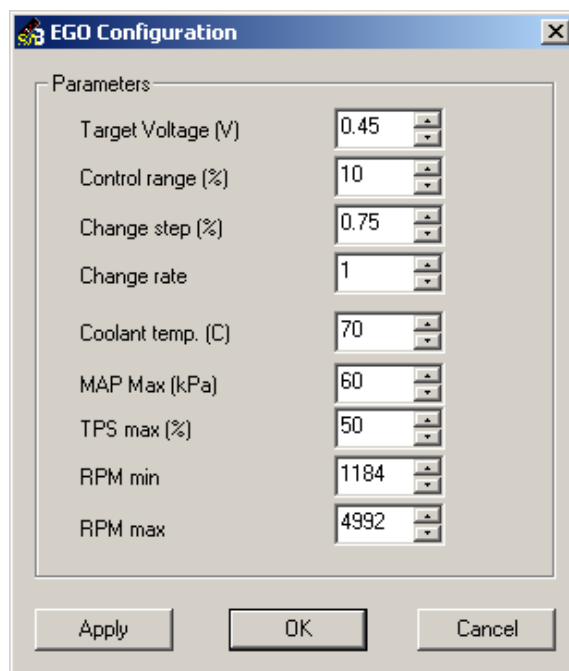 EGO Configuration
Parameters
Target Voltage (V) 0.45
Control range (%) 10
Change step (%) 0.75
Change rate 1
Coolant temp. (C) 70
MAP Max (kPa) 60
TPS max (%) 50
RPM min 1184
RPM max 4992
Apply OK Cancel